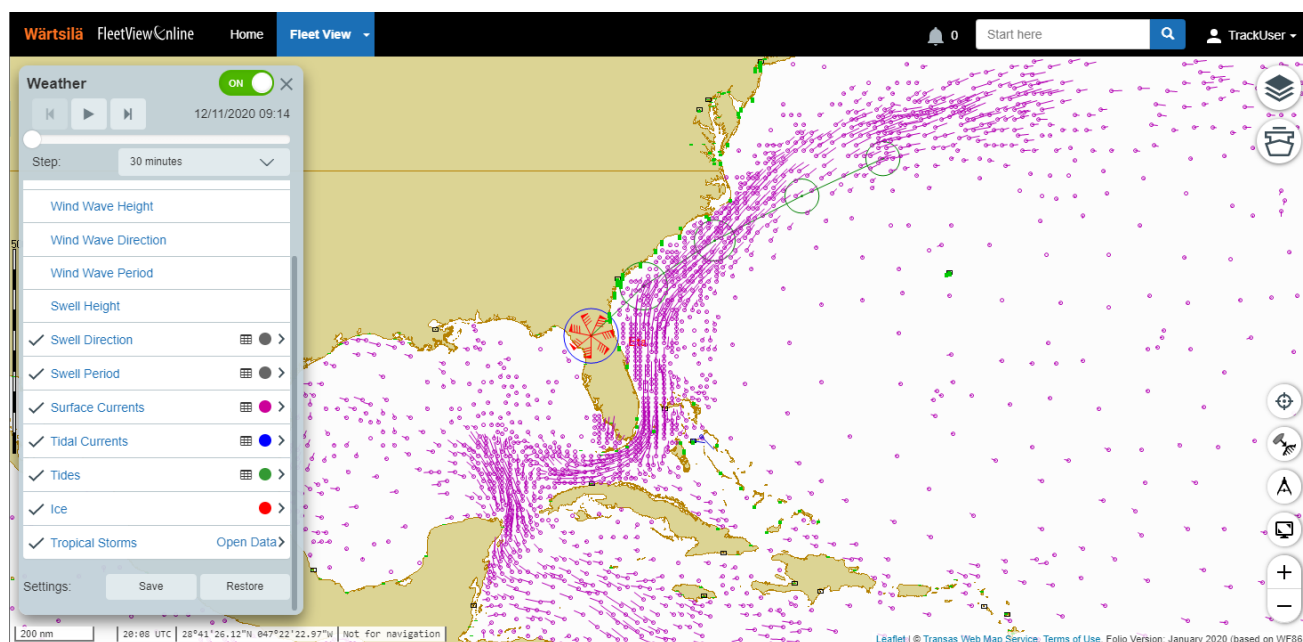 Wärtsilä FleetViewOnline Home Fleet View 0 Start here TrackUser
Weather ON
12/11/2020 09:14
Step: 30 minutes
Wind Wave Height
Wind Wave Direction
Wind Wave Period
Swell Height
Swell Direction
Swell Period
Surface Currents
Tidal Currents
Tides
Ice
Tropical Storms Open Data
Settings: Save Restore
200 nm 20:08 UTC 28°41'26.12"N 047°22'22.97"W Not for navigation
Leaflet | © Transas Web Map Service, Terms of Use, Folio Version: January 2020 (based on WF86